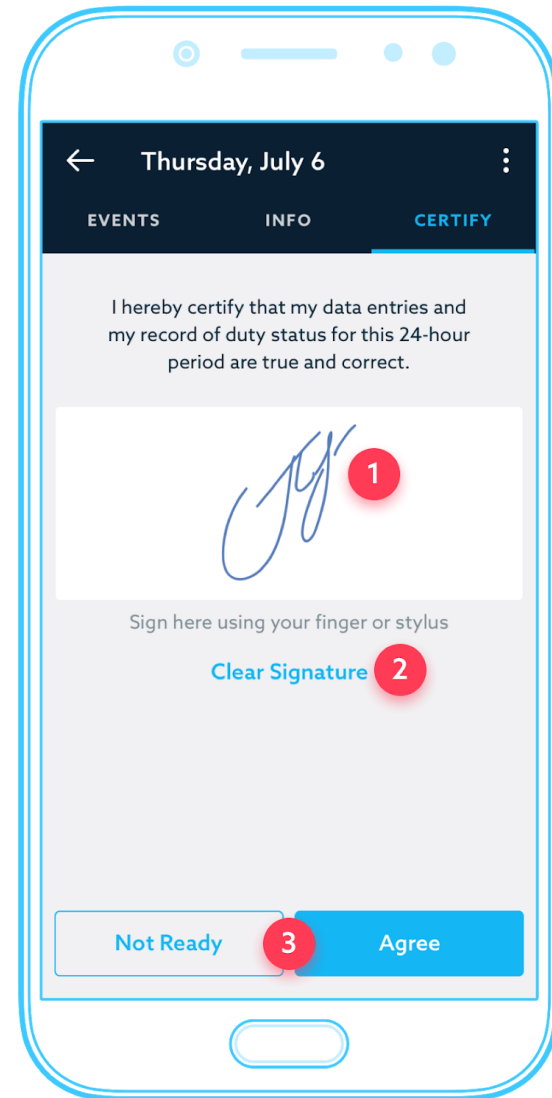 Thursday, July 6
EVENTS INFO CERTIFY
I hereby certify that my data entries and
my record of duty status for this 24-hour
period are true and correct.
1
Sign here using your finger or stylus
Clear Signature 2
Not Ready 3 Agree